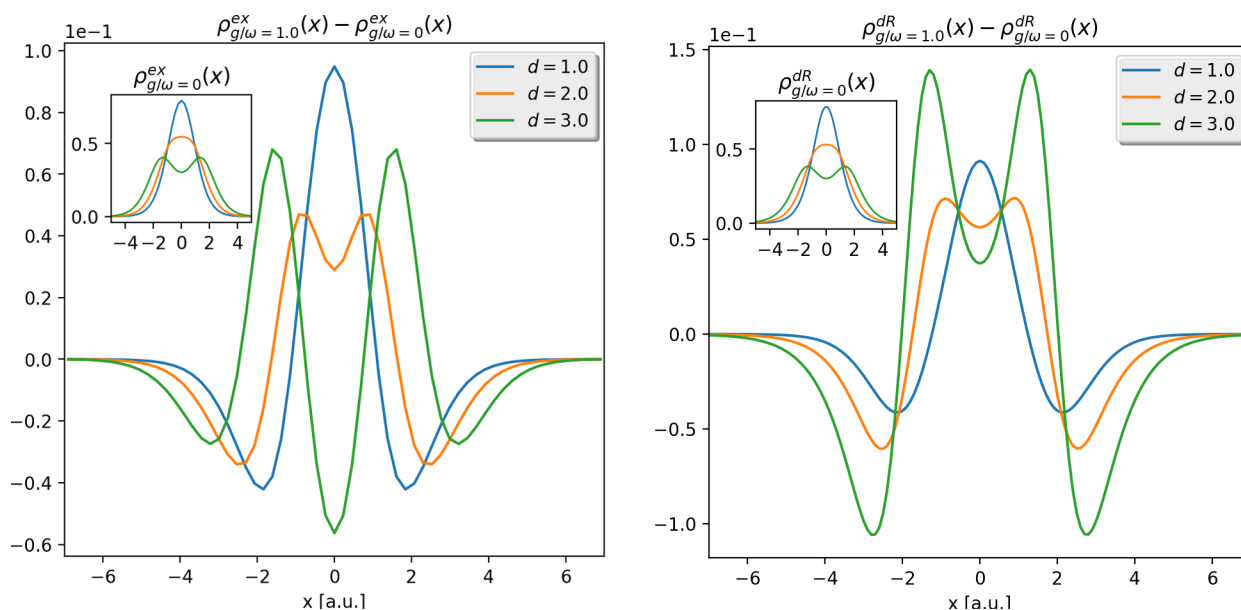 ρ^{ex}_{g/ω=1.0}(x) − ρ^{ex}_{g/ω=0}(x)
1e−1
1.0
0.8
0.6
0.4
0.2
0.0
−0.2
−0.4
−0.6
ρ^{ex}_{g/ω=0}(x)
0.5
0.0
−4 −2 0 2 4
d = 1.0
d = 2.0
d = 3.0
−6 −4 −2 0 2 4 6
x [a.u.]
ρ^{dR}_{g/ω=1.0}(x) − ρ^{dR}_{g/ω=0}(x)
1e−1
1.5
1.0
0.5
0.0
−0.5
−1.0
ρ^{dR}_{g/ω=0}(x)
0.5
0.0
−4 −2 0 2 4
d = 1.0
d = 2.0
d = 3.0
−6 −4 −2 0 2 4 6
x [a.u.]